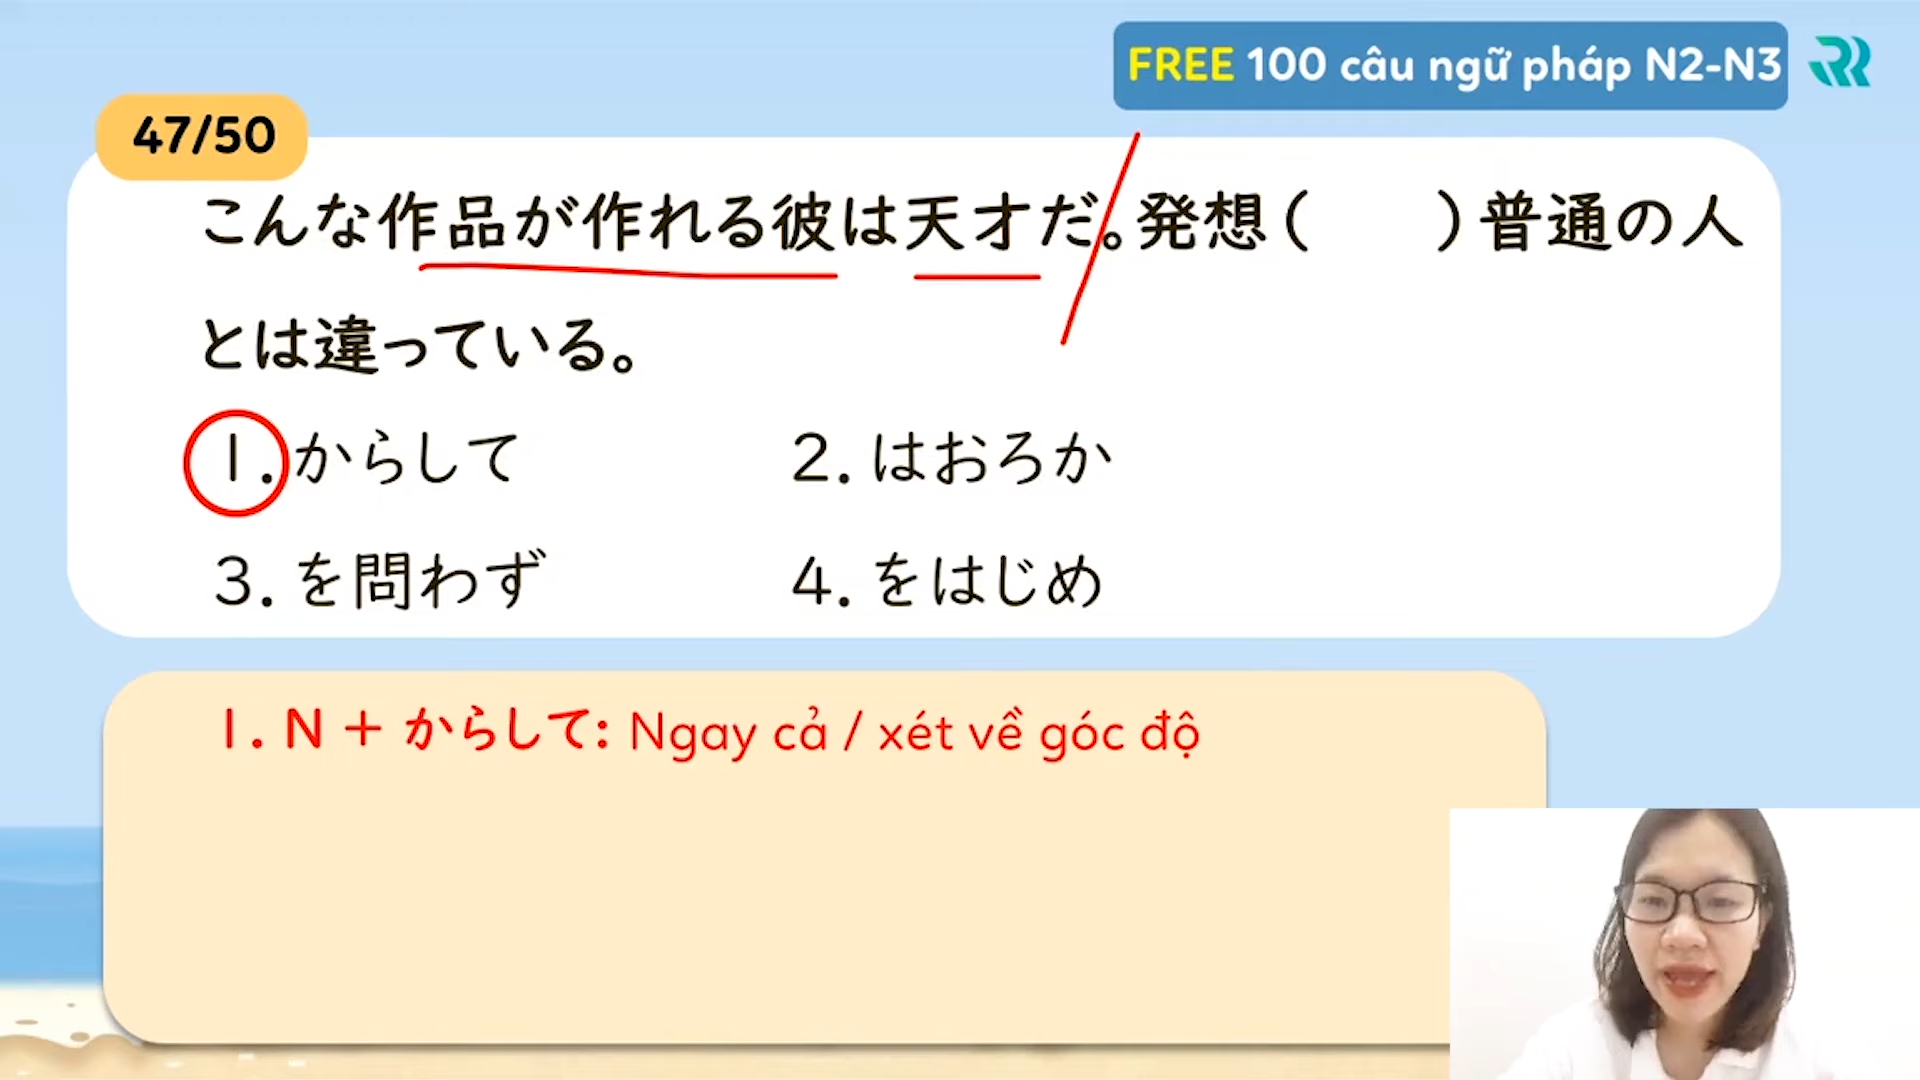 FREE 100 câu ngữ pháp N2-N3
47/50
こんな作品が作れる彼は天才だ。発想(　　)普通の人
とは違っている。
1. からして
2. はおろか
3. を問わず
4. をはじめ
1. N + からして: Ngay cả / xét về góc độ